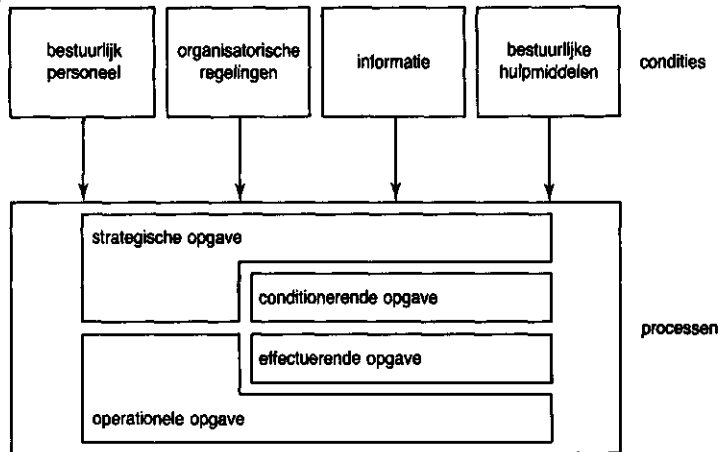 bestuurlijk
personeel
organisatorische
regelingen
informatie
bestuurlijke
hulpmiddelen
condities
strategische opgave
conditionerende opgave
effectuerende opgave
operationele opgave
processen